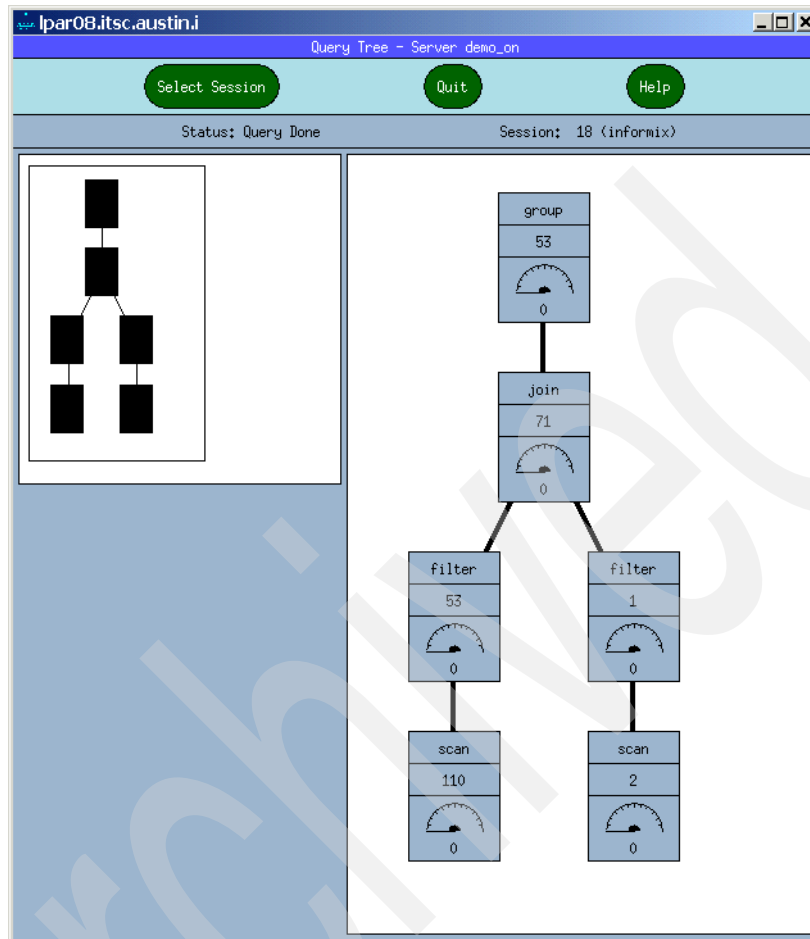 lpar08.itsc.austin.i
Query Tree - Server demo_on
Select Session
Quit
Help
Status: Query Done
Session: 18 (informix)
group
53
0
join
71
0
filter
53
0
filter
1
0
scan
110
0
scan
2
0
Archived